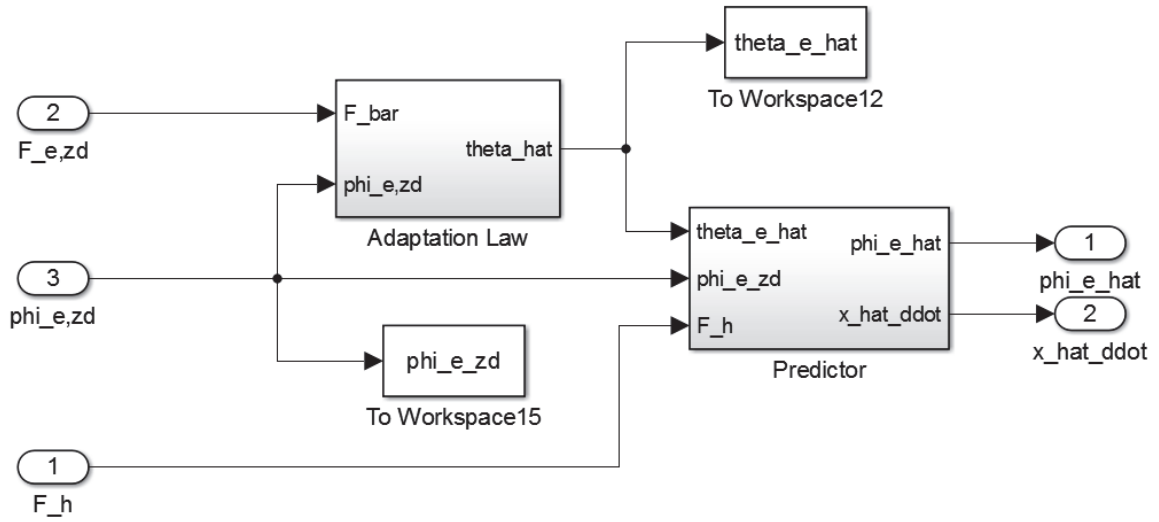 theta_e_hat
To Workspace12
2
F_e,zd
F_bar
phi_e,zd
theta_hat
Adaptation Law
3
phi_e,zd
theta_e_hat
phi_e_zd
F_h
phi_e_hat
x_hat_ddot
Predictor
1
phi_e_hat
2
x_hat_ddot
phi_e_zd
To Workspace15
1
F_h